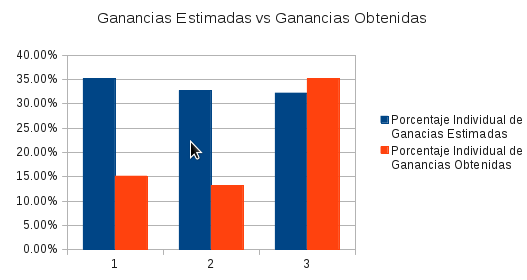 Ganancias Estimadas vs Ganancias Obtenidas
40.00%
35.00%
30.00%
25.00%
20.00%
15.00%
10.00%
5.00%
0.00%
1
2
3
Porcentaje Individual de
Ganacias Estimadas
Porcentaje Individual de
Ganancias Obtenidas